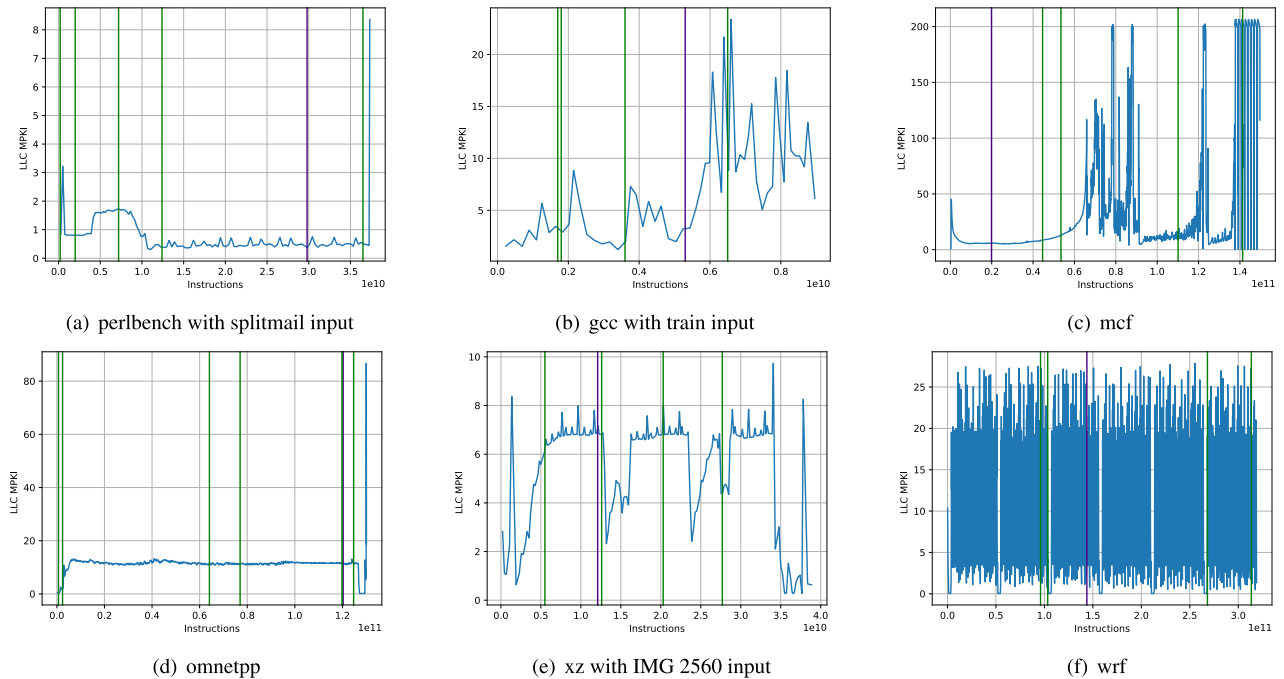 8
7
6
5
4
3
2
1
0
LLC MPKI
0.0 0.5 1.0 1.5 2.0 2.5 3.0 3.5
Instructions
1e10
(a) perlbench with splitmail input
20
15
10
5
LLC MPKI
0.0 0.2 0.4 0.6 0.8
Instructions
1e10
(b) gcc with train input
200
150
100
50
0
LLC MPKI
0.0 0.2 0.4 0.6 0.8 1.0 1.2 1.4
Instructions
1e11
(c) mcf
80
60
40
20
0
LLC MPKI
0.0 0.2 0.4 0.6 0.8 1.0 1.2
Instructions
1e11
(d) omnetpp
10
8
6
4
2
0
LLC MPKI
0.0 0.5 1.0 1.5 2.0 2.5 3.0 3.5 4.0
Instructions
1e10
(e) xz with IMG 2560 input
25
20
15
10
5
0
LLC MPKI
0.0 0.5 1.0 1.5 2.0 2.5 3.0
Instructions
1e11
(f) wrf